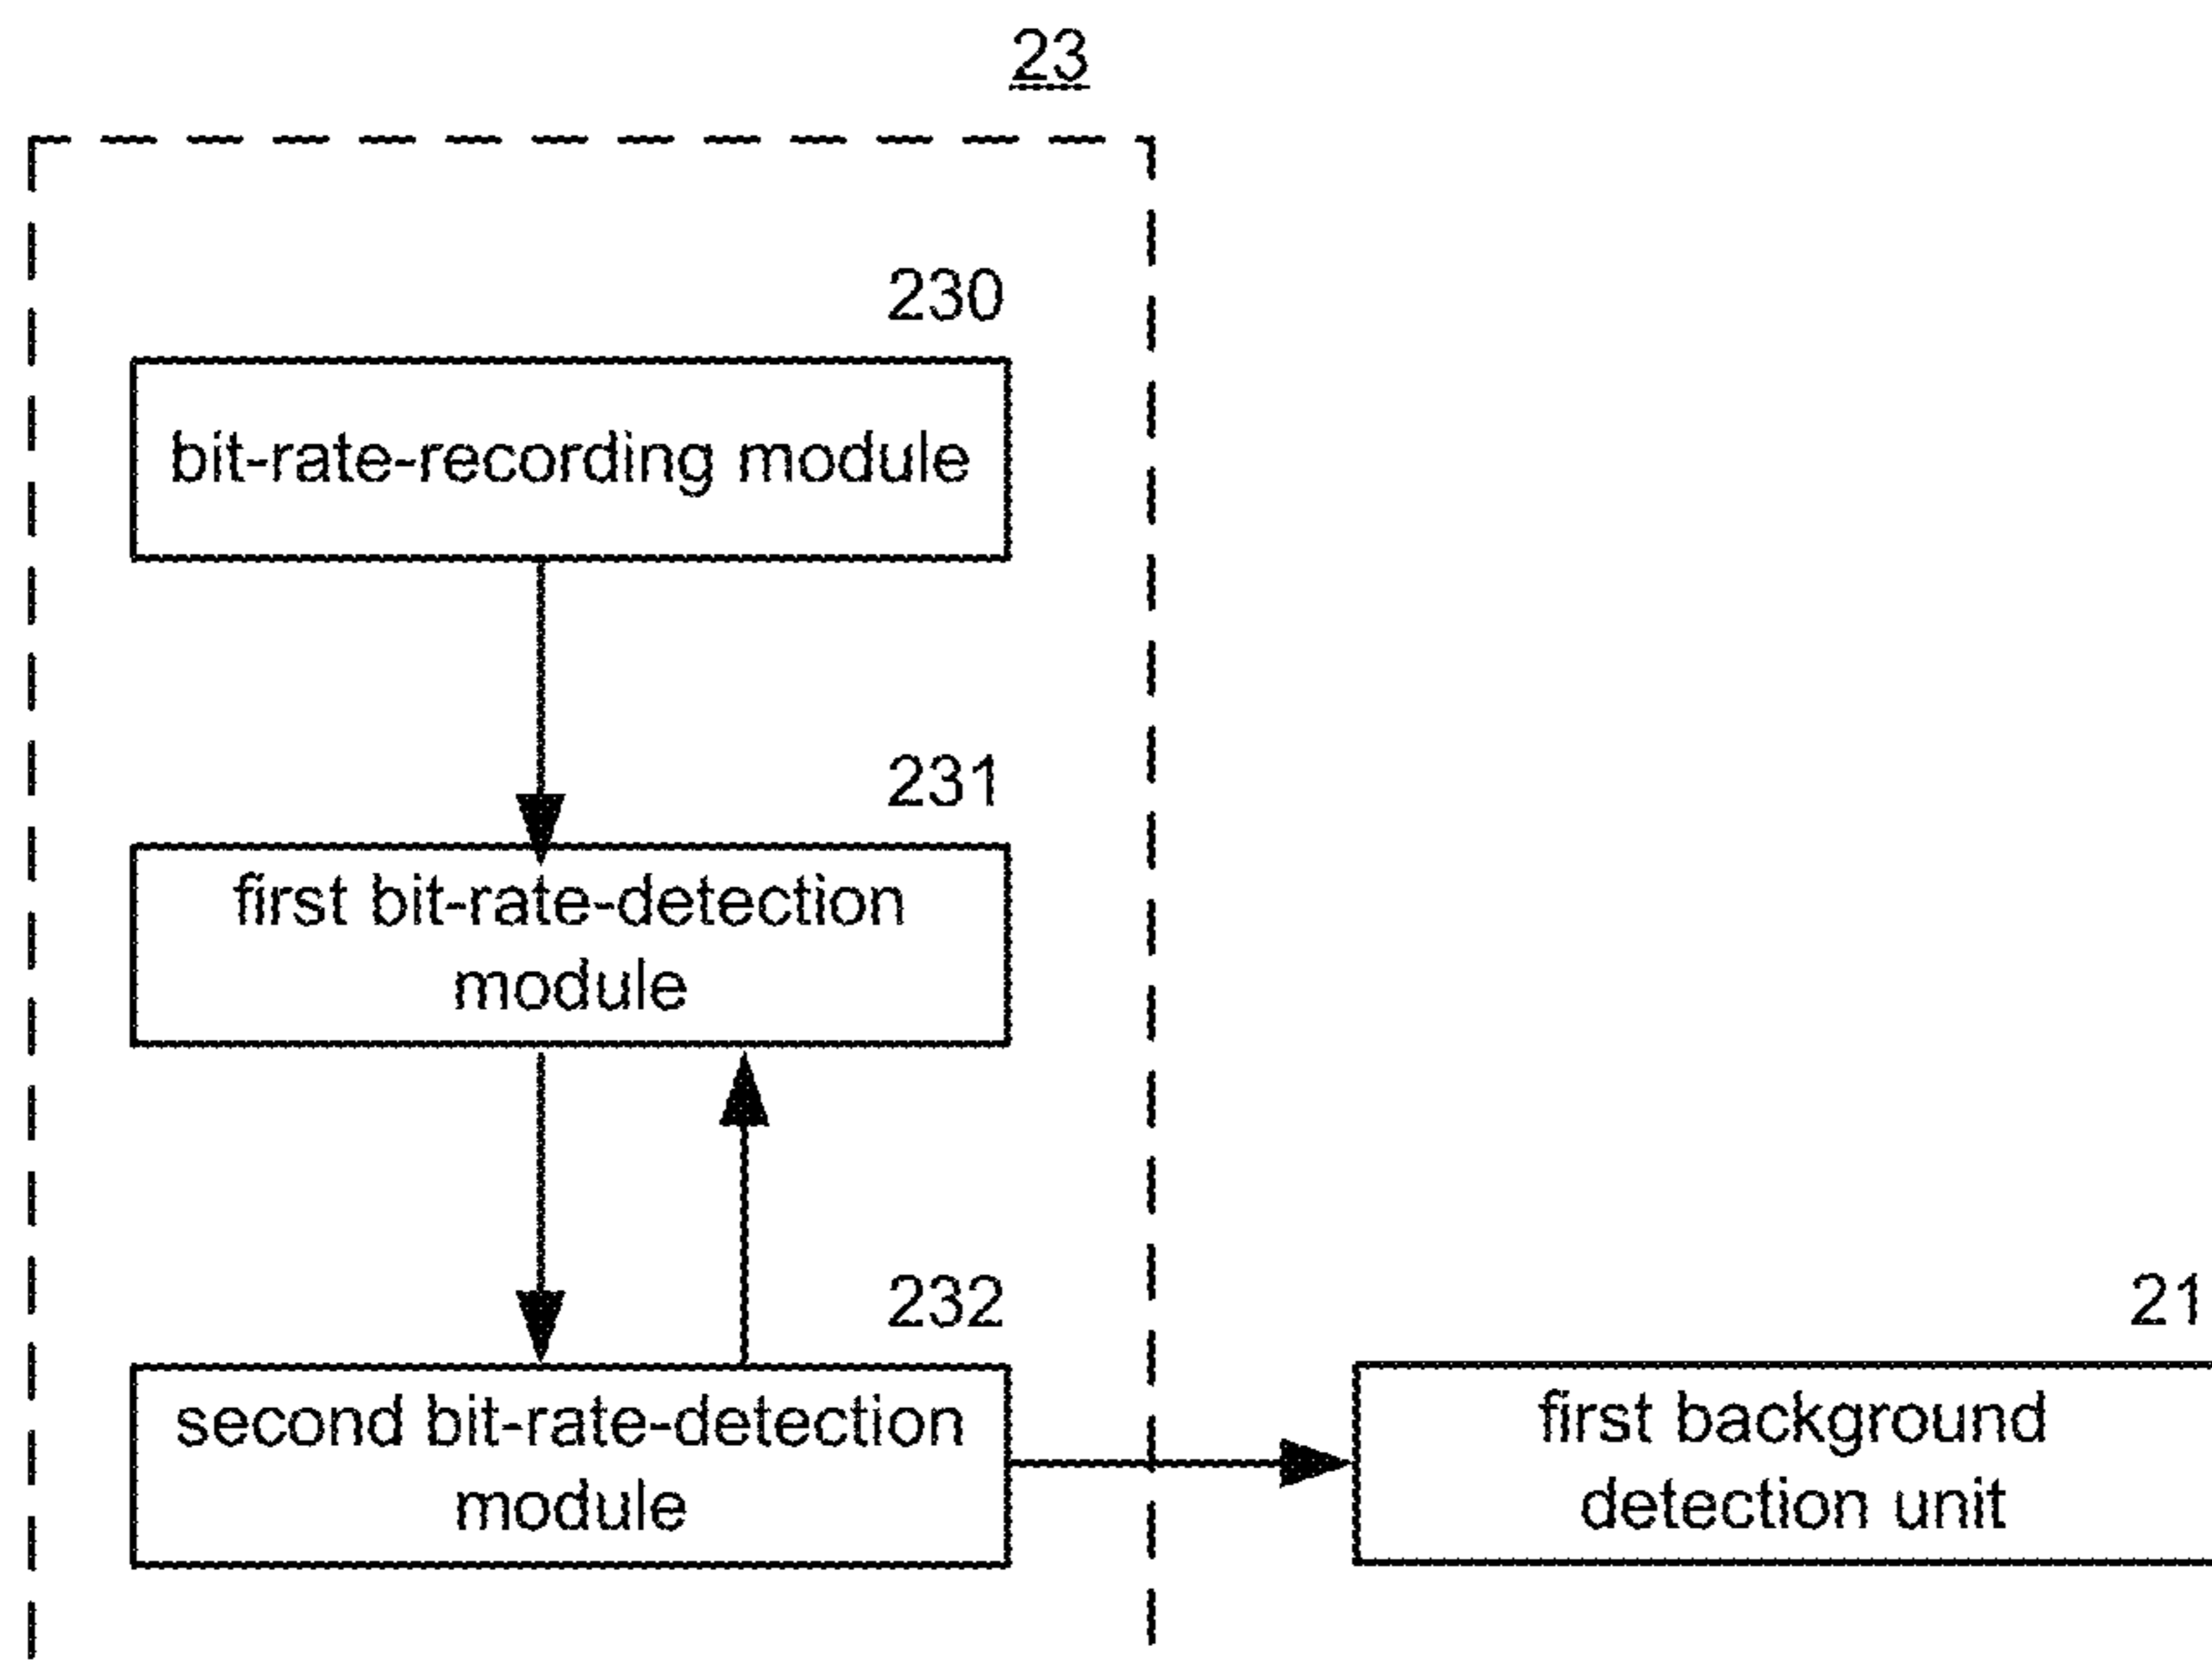 23
230
bit-rate-recording module
231
first bit-rate-detection
module
232
second bit-rate-detection
module
21
first background
detection unit